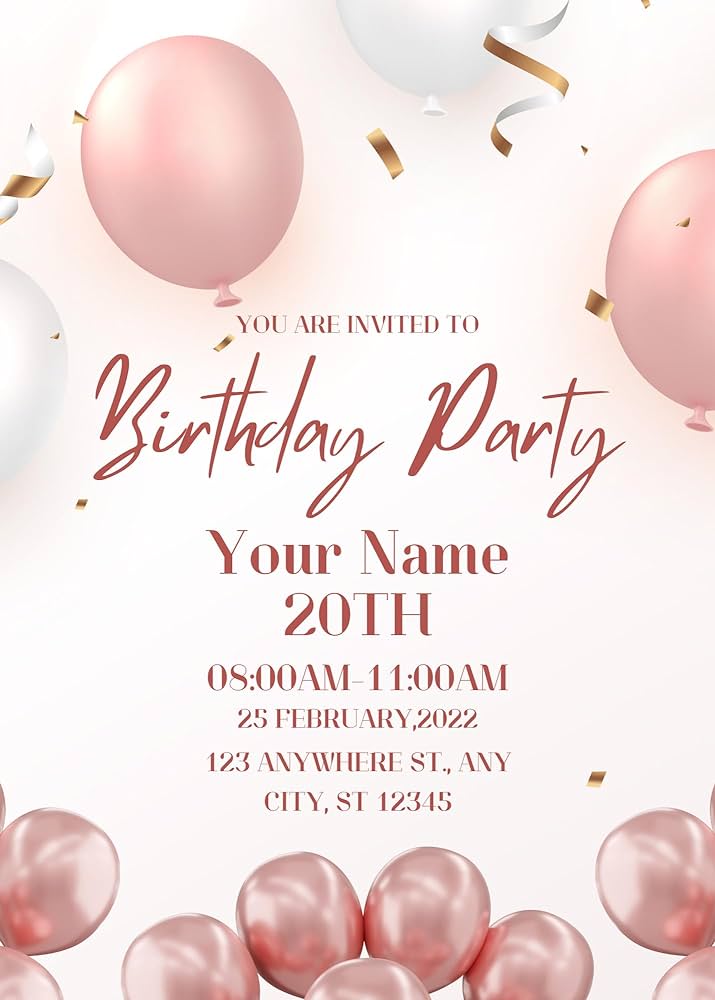 YOU ARE INVITED TO
Birthday Party
Your Name
20TH
08:00AM-11:00AM
25 FEBRUARY,2022
123 ANYWHERE ST., ANY
CITY, ST 12345